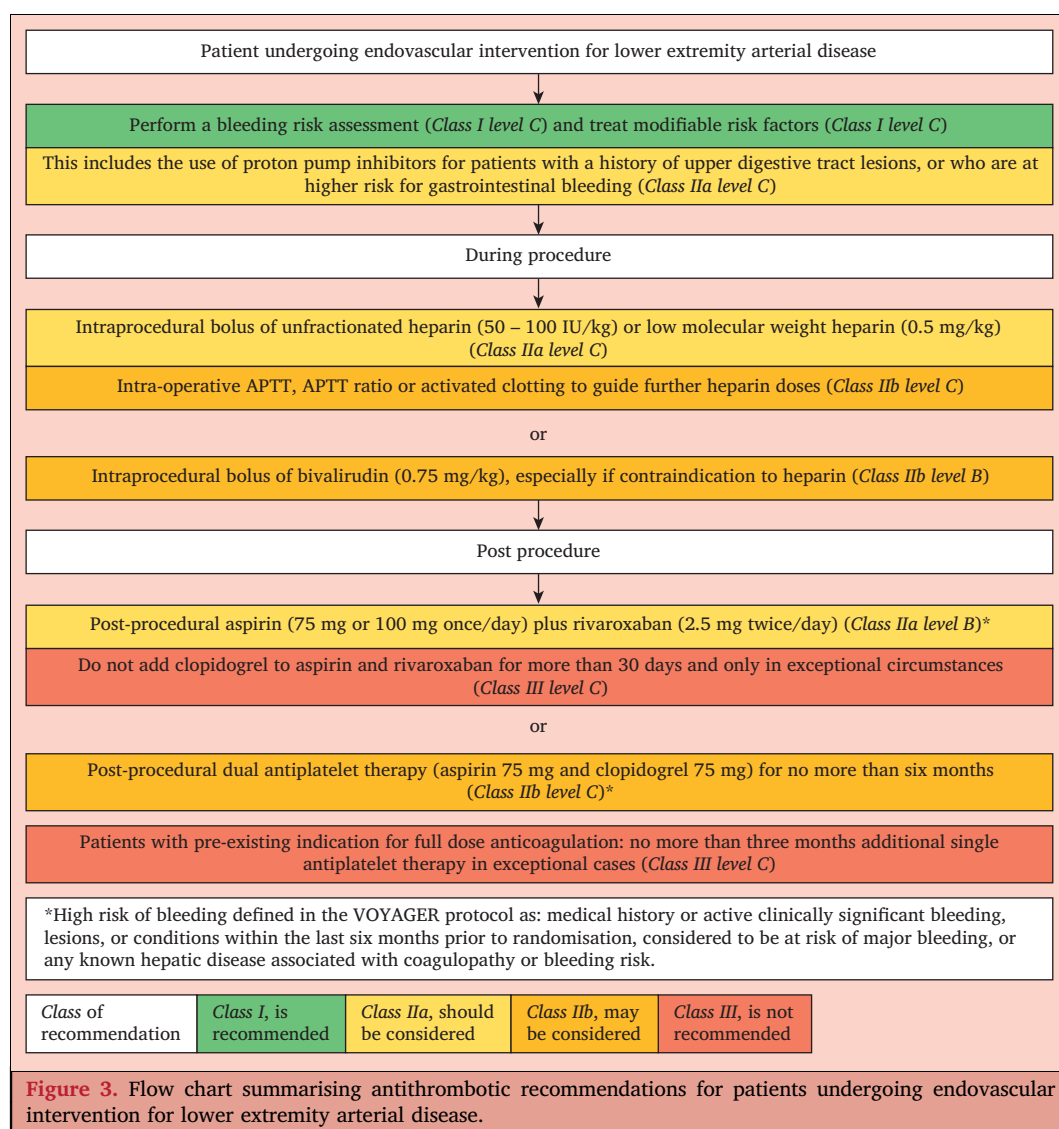 Patient undergoing endovascular intervention for lower extremity arterial disease
Perform a bleeding risk assessment (Class I level C) and treat modifiable risk factors (Class I level C)
This includes the use of proton pump inhibitors for patients with a history of upper digestive tract lesions, or who are at
higher risk for gastrointestinal bleeding (Class IIa level C)
During procedure
Intraprocedural bolus of unfractionated heparin (50 – 100 IU/kg) or low molecular weight heparin (0.5 mg/kg)
(Class IIa level C)
Intra-operative APTT, APTT ratio or activated clotting to guide further heparin doses (Class IIb level C)
or
Intraprocedural bolus of bivalirudin (0.75 mg/kg), especially if contraindication to heparin (Class IIb level B)
Post procedure
Post-procedural aspirin (75 mg or 100 mg once/day) plus rivaroxaban (2.5 mg twice/day) (Class IIa level B)*
Do not add clopidogrel to aspirin and rivaroxaban for more than 30 days and only in exceptional circumstances
(Class III level C)
or
Post-procedural dual antiplatelet therapy (aspirin 75 mg and clopidogrel 75 mg) for no more than six months
(Class IIb level C)*
Patients with pre-existing indication for full dose anticoagulation: no more than three months additional single
antiplatelet therapy in exceptional cases (Class III level C)
*High risk of bleeding defined in the VOYAGER protocol as: medical history or active clinically significant bleeding,
lesions, or conditions within the last six months prior to randomisation, considered to be at risk of major bleeding, or
any known hepatic disease associated with coagulopathy or bleeding risk.
Class of
recommendation
Class I, is
recommended
Class IIa, should
be considered
Class IIb, may
be considered
Class III, is not
recommended
Figure 3. Flow chart summarising antithrombotic recommendations for patients undergoing endovascular
intervention for lower extremity arterial disease.